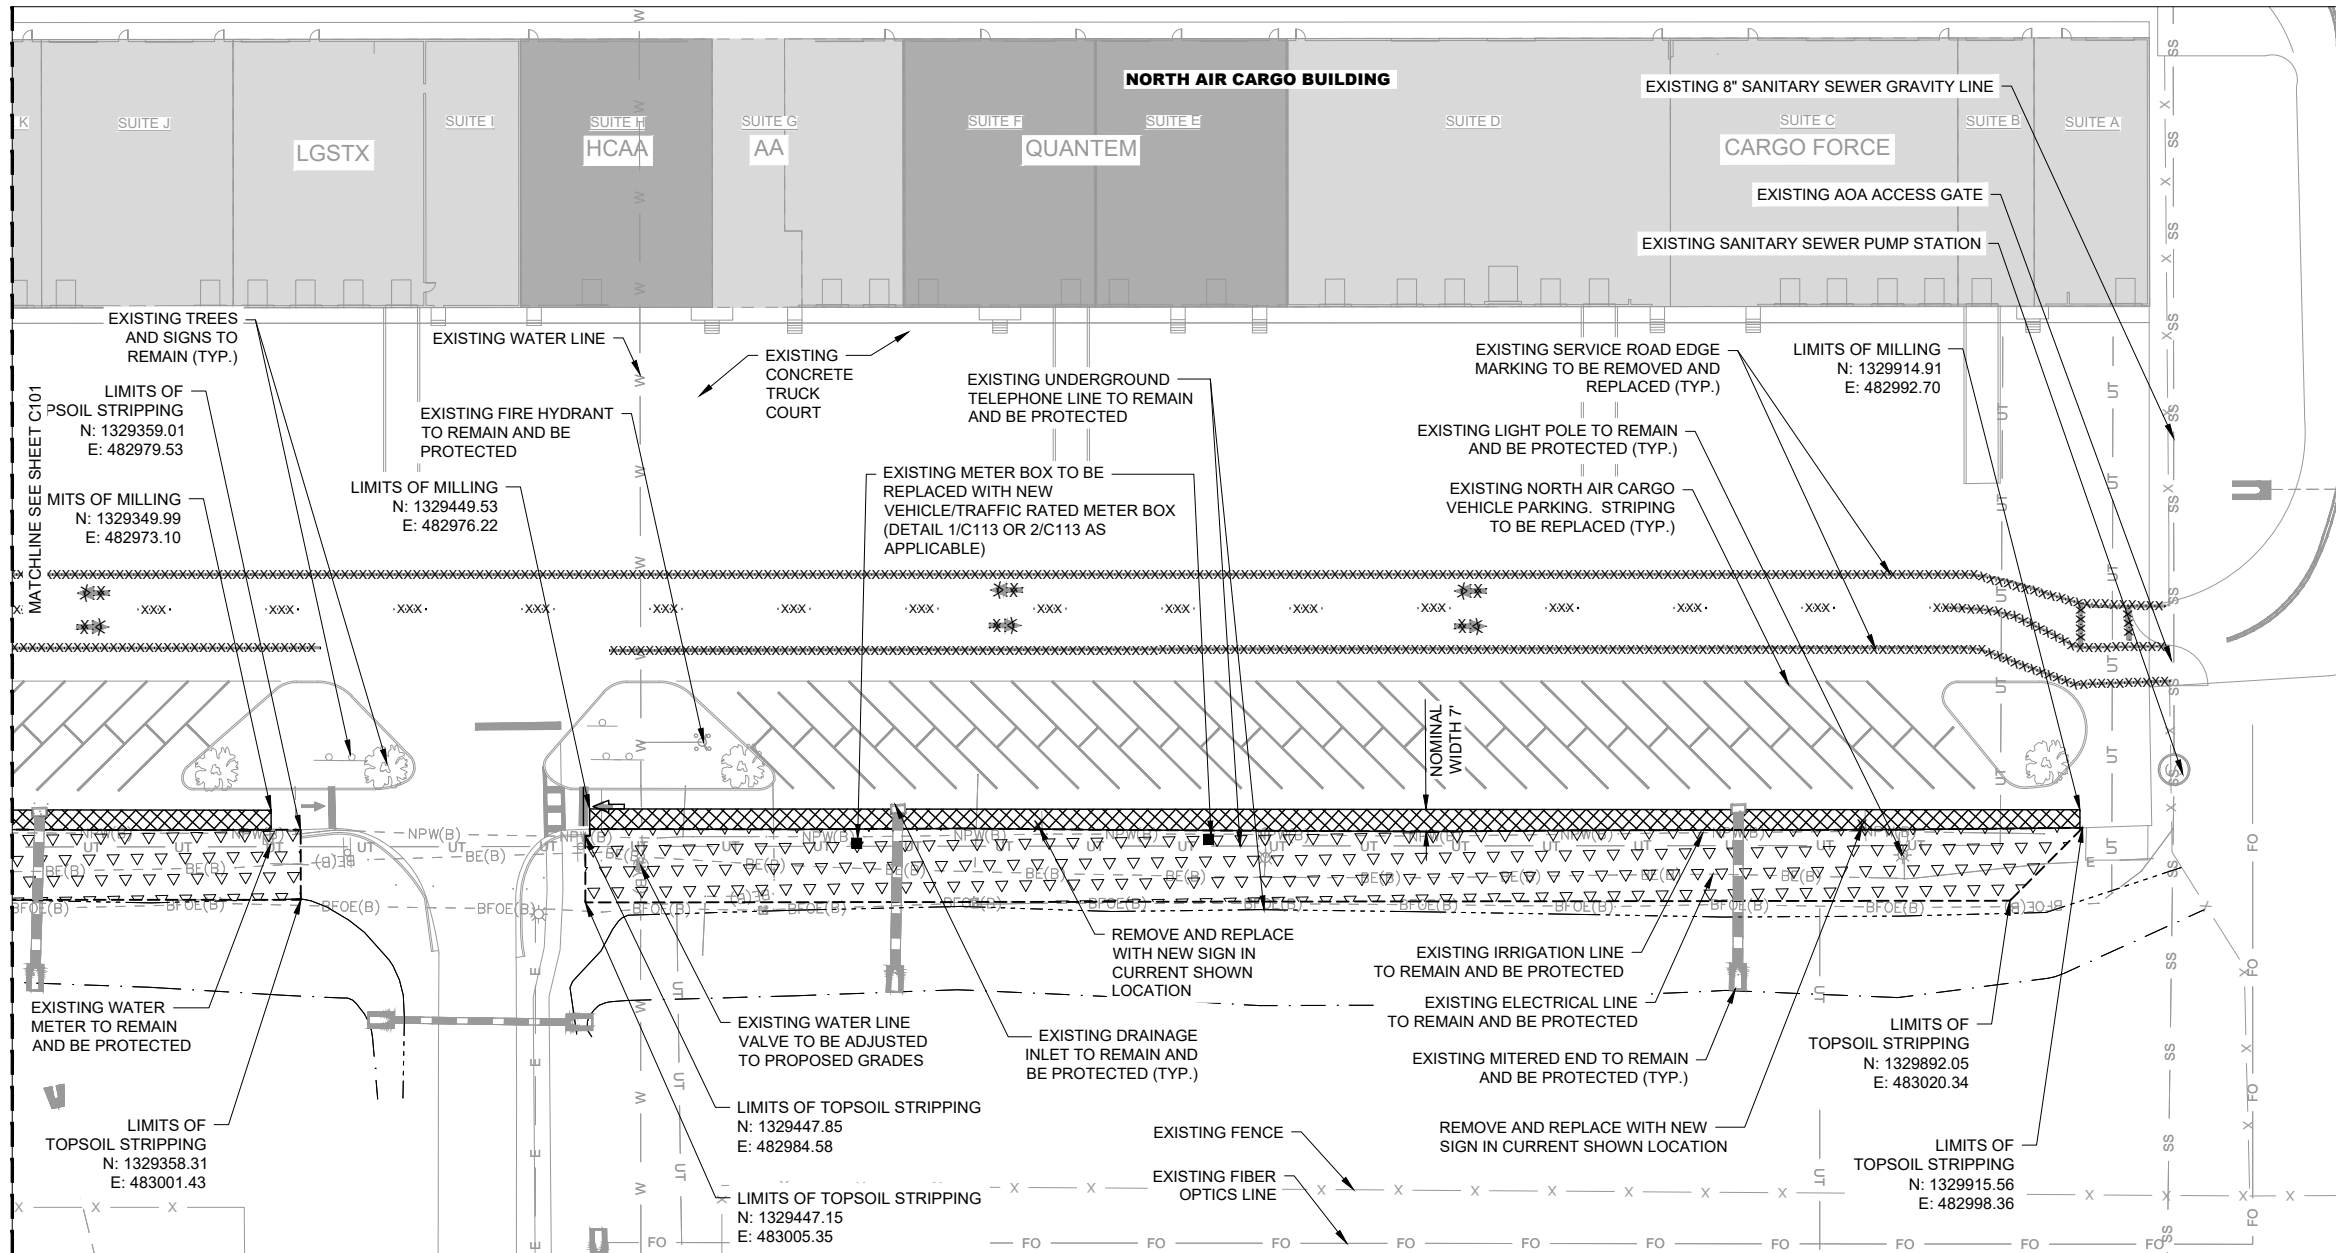 NORTH AIR CARGO BUILDING
K
SUITE J
SUITE I
SUITE H
SUITE G
SUITE F
SUITE E
SUITE D
SUITE C
SUITE B
SUITE A
LGSTX
HCAA
AA
QUANTEM
CARGO FORCE
EXISTING 8" SANITARY SEWER GRAVITY LINE
EXISTING AOA ACCESS GATE
EXISTING SANITARY SEWER PUMP STATION
EXISTING TREES
AND SIGNS TO
REMAIN (TYP.)
EXISTING WATER LINE
EXISTING
CONCRETE
TRUCK
COURT
EXISTING UNDERGROUND
TELEPHONE LINE TO REMAIN
AND BE PROTECTED
EXISTING SERVICE ROAD EDGE
MARKING TO BE REMOVED AND
REPLACED (TYP.)
LIMITS OF MILLING
N: 1329914.91
E: 482992.70
MATCHLINE SEE SHEET C101
LIMITS OF
PSOIL STRIPPING
N: 1329359.01
E: 482979.53
EXISTING FIRE HYDRANT
TO REMAIN AND BE
PROTECTED
EXISTING LIGHT POLE TO REMAIN
AND BE PROTECTED (TYP.)
MITS OF MILLING
N: 1329349.99
E: 482973.10
LIMITS OF MILLING
N: 1329449.53
E: 482976.22
EXISTING METER BOX TO BE
REPLACED WITH NEW
VEHICLE/TRAFFIC RATED METER BOX
(DETAIL 1/C113 OR 2/C113 AS
APPLICABLE)
EXISTING NORTH AIR CARGO
VEHICLE PARKING. STRIPING
TO BE REPLACED (TYP.)
NOMINAL
WIDTH 7'
REMOVE AND REPLACE
WITH NEW SIGN IN
CURRENT SHOWN
LOCATION
EXISTING IRRIGATION LINE
TO REMAIN AND BE PROTECTED
EXISTING ELECTRICAL LINE
TO REMAIN AND BE PROTECTED
EXISTING WATER
METER TO REMAIN
AND BE PROTECTED
EXISTING WATER LINE
VALVE TO BE ADJUSTED
TO PROPOSED GRADES
EXISTING DRAINAGE
INLET TO REMAIN AND
BE PROTECTED (TYP.)
EXISTING MITERED END TO REMAIN
AND BE PROTECTED (TYP.)
LIMITS OF
TOPSOIL STRIPPING
N: 1329892.05
E: 483020.34
LIMITS OF
TOPSOIL STRIPPING
N: 1329358.31
E: 483001.43
LIMITS OF TOPSOIL STRIPPING
N: 1329447.85
E: 482984.58
EXISTING FENCE
REMOVE AND REPLACE WITH NEW
SIGN IN CURRENT SHOWN LOCATION
LIMITS OF
TOPSOIL STRIPPING
N: 1329915.56
E: 482998.36
EXISTING FIBER
OPTICS LINE
LIMITS OF TOPSOIL STRIPPING
N: 1329447.15
E: 483005.35